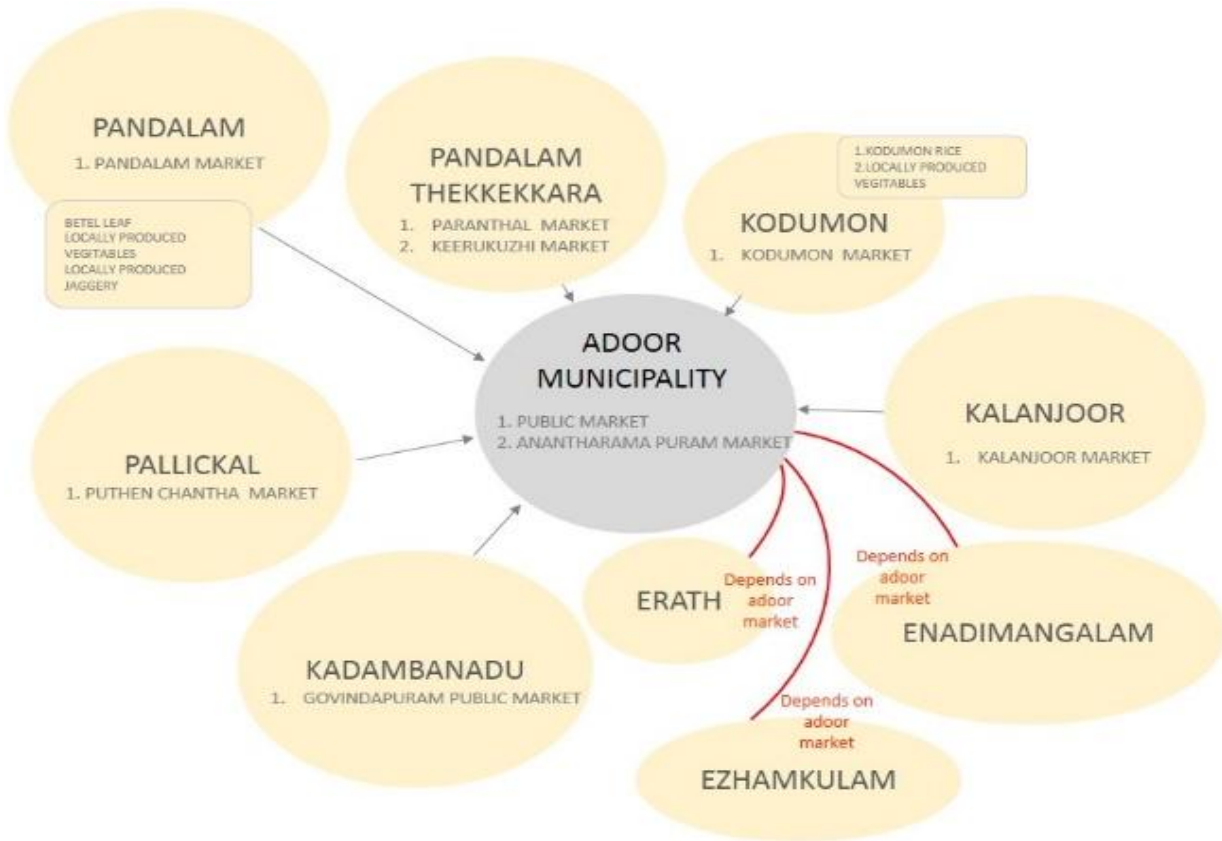 PANDALAM
1. PANDALAM MARKET
BETEL LEAF
LOCALLY PRODUCED
VEGITABLES
LOCALLY PRODUCED
JAGGERY
PANDALAM
THEKKEKKARA
1. PARANTHAL MARKET
2. KEERUKUZHI MARKET
1.KODUMON RICE
2.LOCALLY PRODUCED
VEGITABLES
KODUMON
1. KODUMON MARKET
ADOOR
MUNICIPALITY
1. PUBLIC MARKET
2. ANANTHARAMA PURAM MARKET
KALANJOOR
1. KALANJOOR MARKET
PALLICKAL
1. PUTHEN CHANTHA MARKET
KADAMBANADU
1. GOVINDAPURAM PUBLIC MARKET
ERATH
Depends on
adoor
market
Depends on
adoor
market
ENADIMANGALAM
Depends on
adoor
market
EZHAMKULAM